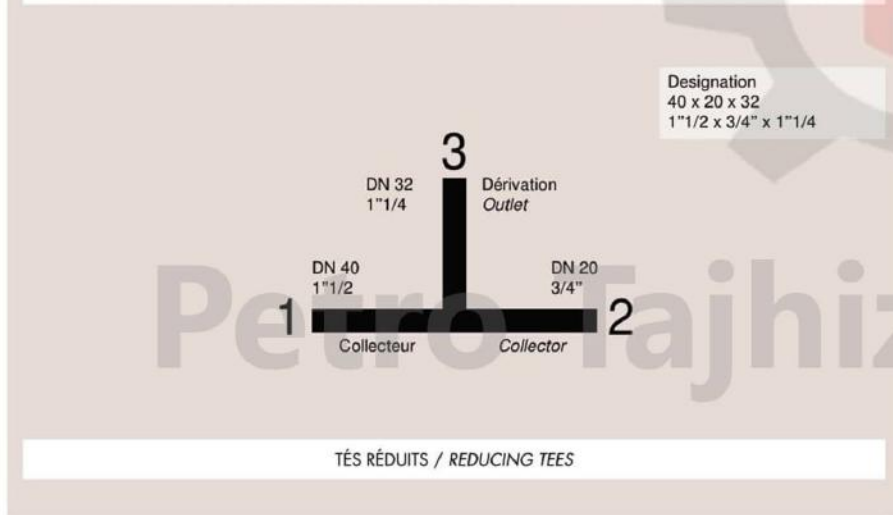 Designation
40 x 20 x 32
1"1/2 x 3/4" x 1"1/4
3
DN 32
1"1/4
Dérivation
Outlet
DN 40
1"1/2
DN 20
3/4"
1
2
Collecteur
Collector
Petro Tajhiz
TÉS RÉDUITS / REDUCING TEES